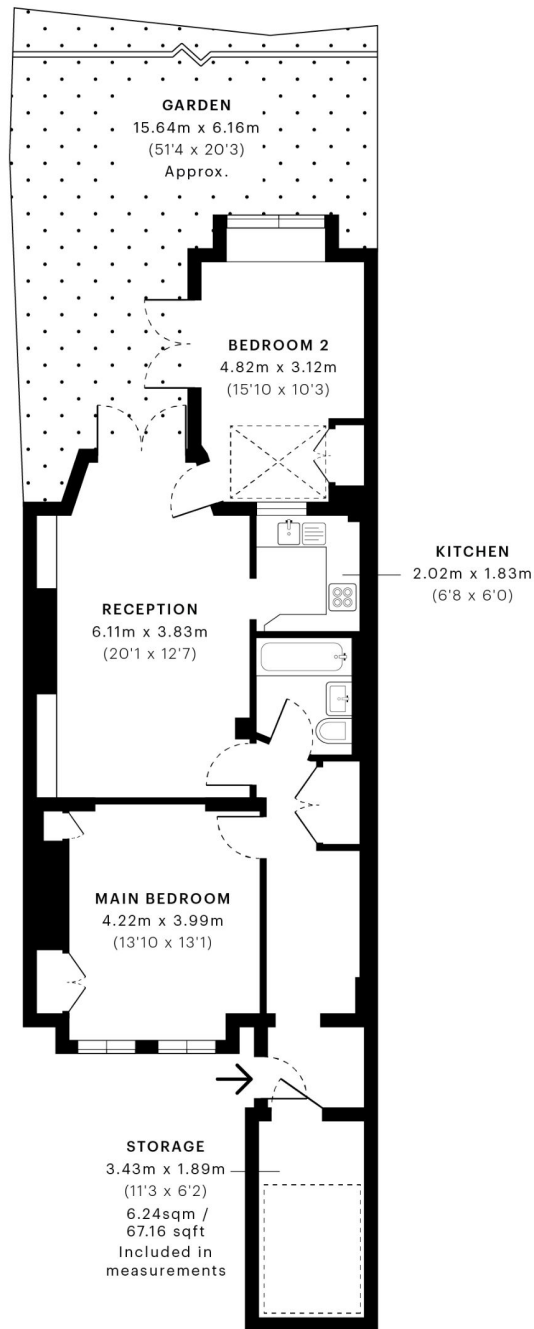 GARDEN
15.64m x 6.16m
(51'4 x 20'3)
Approx.
BEDROOM 2
4.82m x 3.12m
(15'10 x 10'3)
KITCHEN
2.02m x 1.83m
(6'8 x 6'0)
RECEPTION
6.11m x 3.83m
(20'1 x 12'7)
MAIN BEDROOM
4.22m x 3.99m
(13'10 x 13'1)
STORAGE
3.43m x 1.89m
(11'3 x 6'2)
6.24sqm /
67.16 sqft
Included in
measurements